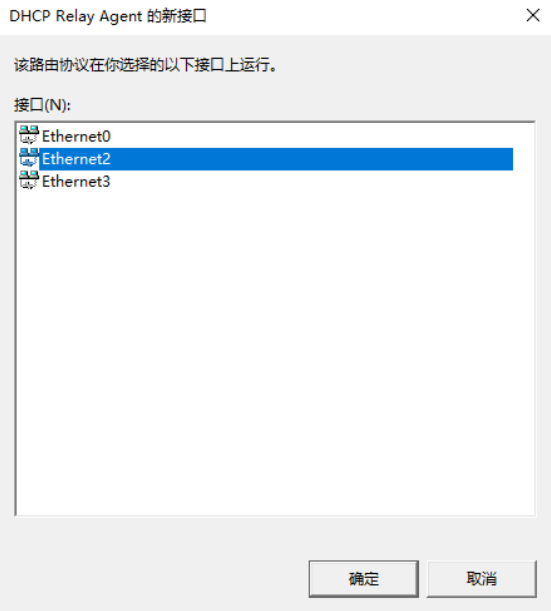 DHCP Relay Agent 的新接口
该路由协议在你选择的以下接口上运行。
接口(N):
Ethernet0
Ethernet2
Ethernet3
确定
取消